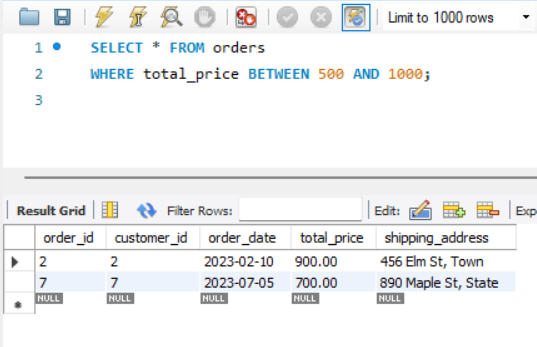 Limit to 1000 rows
1 SELECT * FROM orders
2 WHERE total_price BETWEEN 500 AND 1000;
3
Result Grid Filter Rows: Edit: Exp
order_id customer_id order_date total_price shipping_address
2 2 2023-02-10 900.00 456 Elm St, Town
7 7 2023-07-05 700.00 890 Maple St, State
NULL NULL NULL NULL NULL